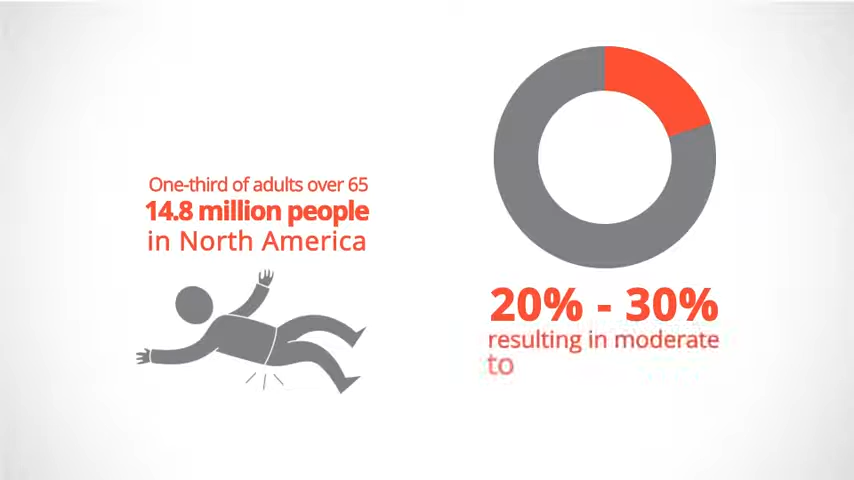 One-third of adults over 65
14.8 million people
in North America
20% - 30%
resulting in moderate
to